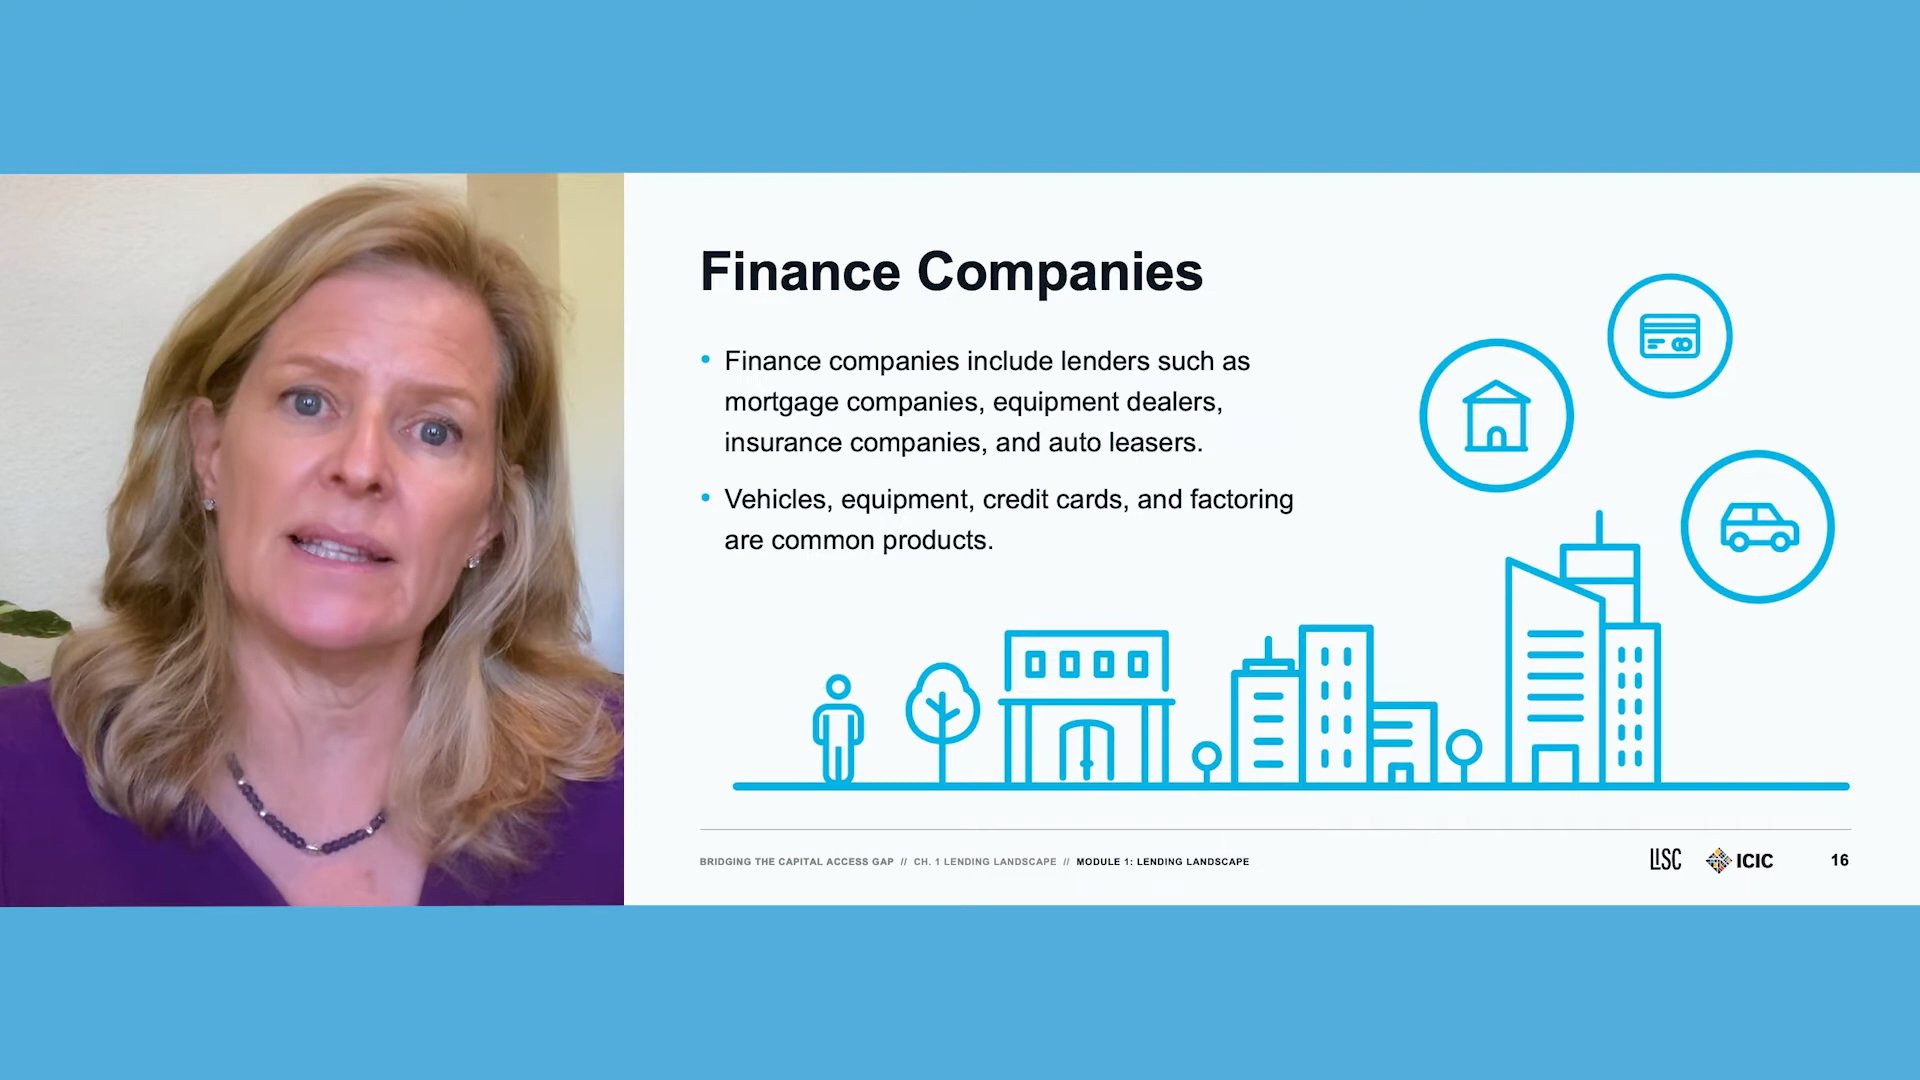 Finance Companies
• Finance companies include lenders such as
mortgage companies, equipment dealers,
insurance companies, and auto leasers.
• Vehicles, equipment, credit cards, and factoring
are common products.
BRIDGING THE CAPITAL ACCESS GAP // CH. 1 LENDING LANDSCAPE // MODULE 1: LENDING LANDSCAPE
LISC ICIC 16